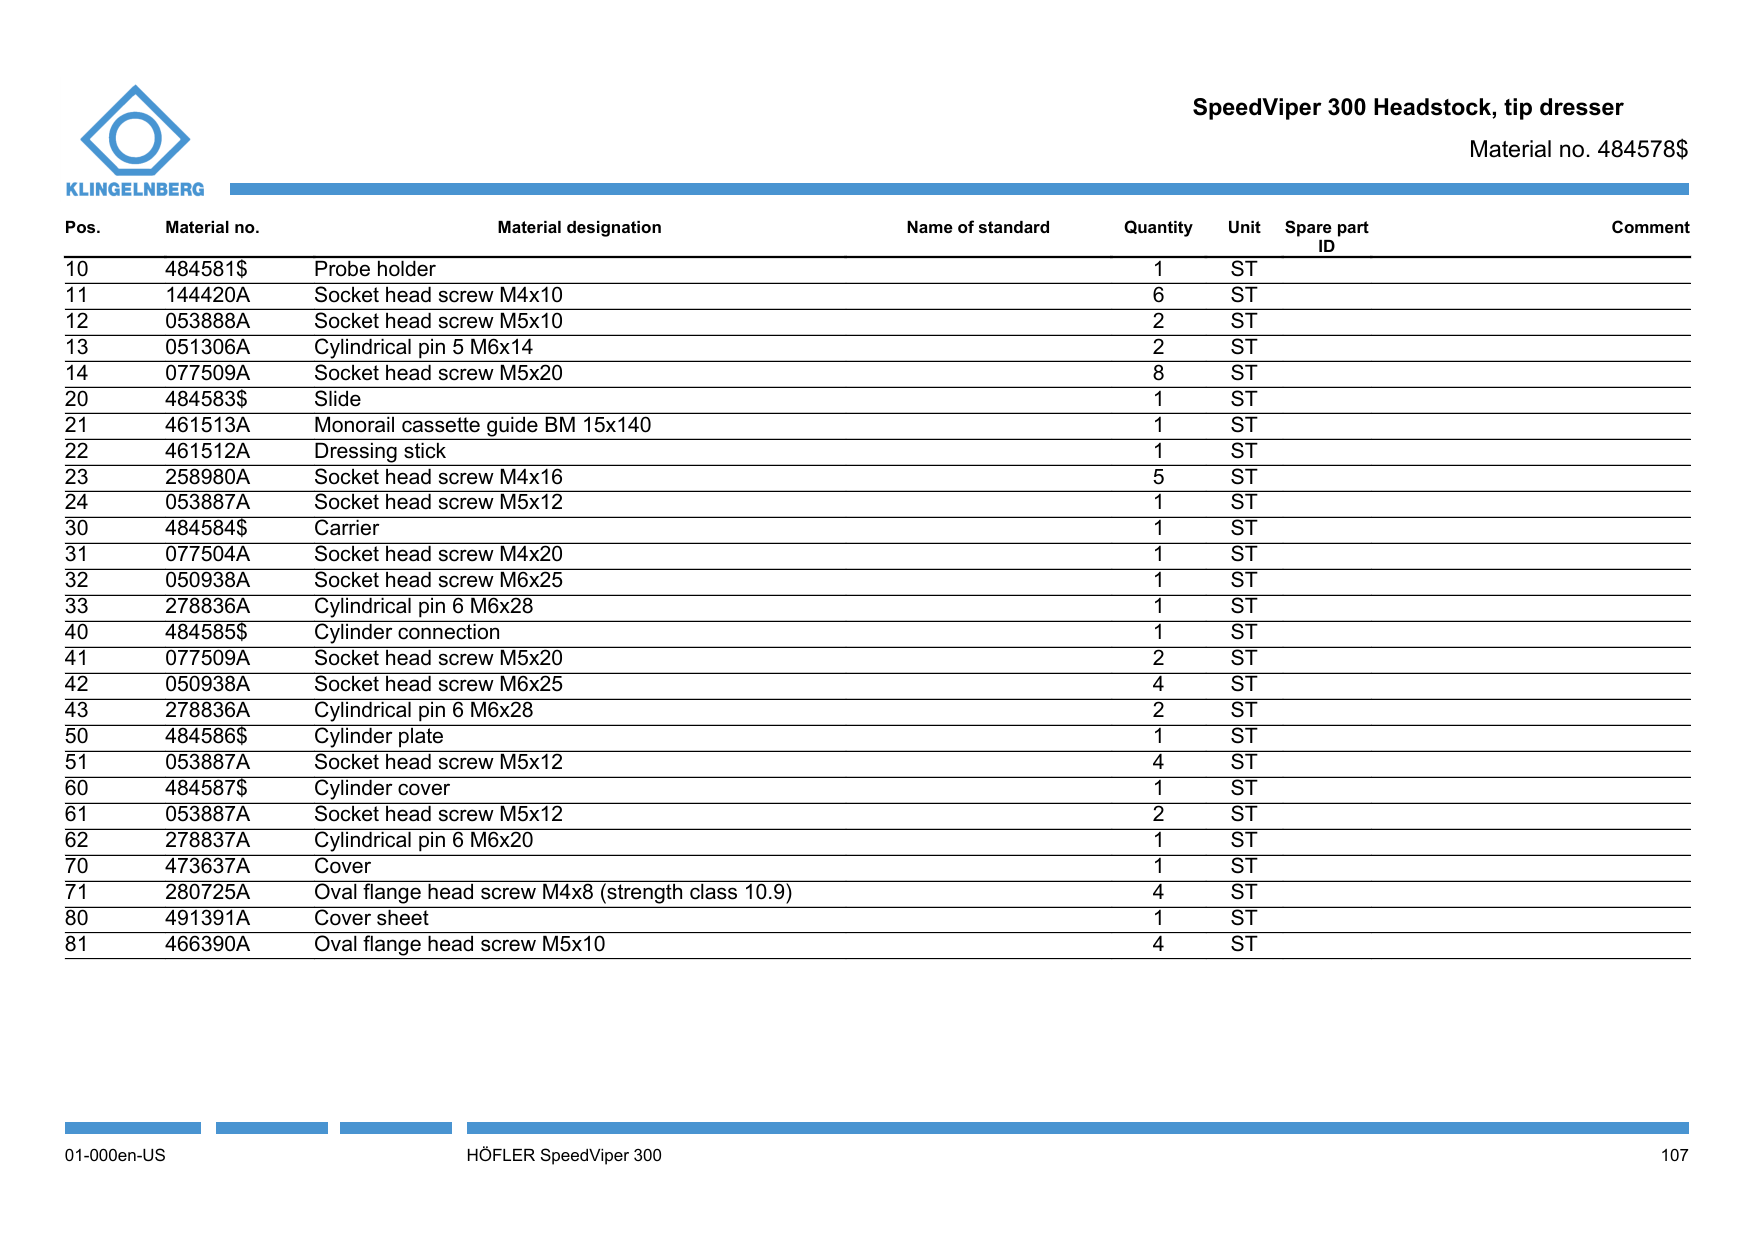 KLINGELNBERG
SpeedViper 300 Headstock, tip dresser
Material no. 484578$
Pos. Material no. Material designation Name of standard Quantity Unit Spare part ID Comment
10 484581$ Probe holder 1 ST
11 144420A Socket head screw M4x10 6 ST
12 053888A Socket head screw M5x10 2 ST
13 051306A Cylindrical pin 5 M6x14 2 ST
14 077509A Socket head screw M5x20 8 ST
20 484583$ Slide 1 ST
21 461513A Monorail cassette guide BM 15x140 1 ST
22 461512A Dressing stick 1 ST
23 258980A Socket head screw M4x16 5 ST
24 053887A Socket head screw M5x12 1 ST
30 484584$ Carrier 1 ST
31 077504A Socket head screw M4x20 1 ST
32 050938A Socket head screw M6x25 1 ST
33 278836A Cylindrical pin 6 M6x28 1 ST
40 484585$ Cylinder connection 1 ST
41 077509A Socket head screw M5x20 2 ST
42 050938A Socket head screw M6x25 4 ST
43 278836A Cylindrical pin 6 M6x28 2 ST
50 484586$ Cylinder plate 1 ST
51 053887A Socket head screw M5x12 4 ST
60 484587$ Cylinder cover 1 ST
61 053887A Socket head screw M5x12 2 ST
62 278837A Cylindrical pin 6 M6x20 1 ST
70 473637A Cover 1 ST
71 280725A Oval flange head screw M4x8 (strength class 10.9) 4 ST
80 491391A Cover sheet 1 ST
81 466390A Oval flange head screw M5x10 4 ST
01-000en-US HÖFLER SpeedViper 300 107